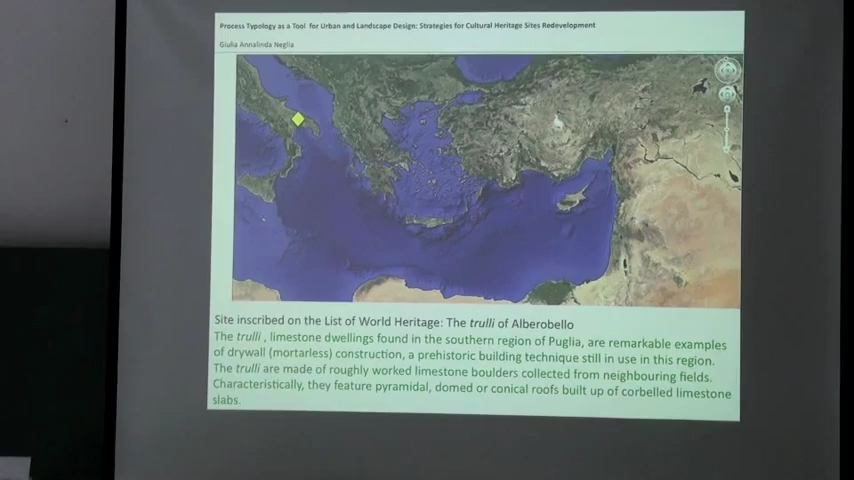 Process Typology as a Tool for Urban and Landscape Design: Strategies for Cultural Heritage Sites Redevelopment
Giulia Annalinda Neglia
Site inscribed on the List of World Heritage: The trulli of Alberobello
The trulli , limestone dwellings found in the southern region of Puglia, are remarkable examples
of drywall (mortarless) construction, a prehistoric building technique still in use in this region.
The trulli are made of roughly worked limestone boulders collected from neighbouring fields.
Characteristically, they feature pyramidal, domed or conical roofs built up of corbelled limestone
slabs.